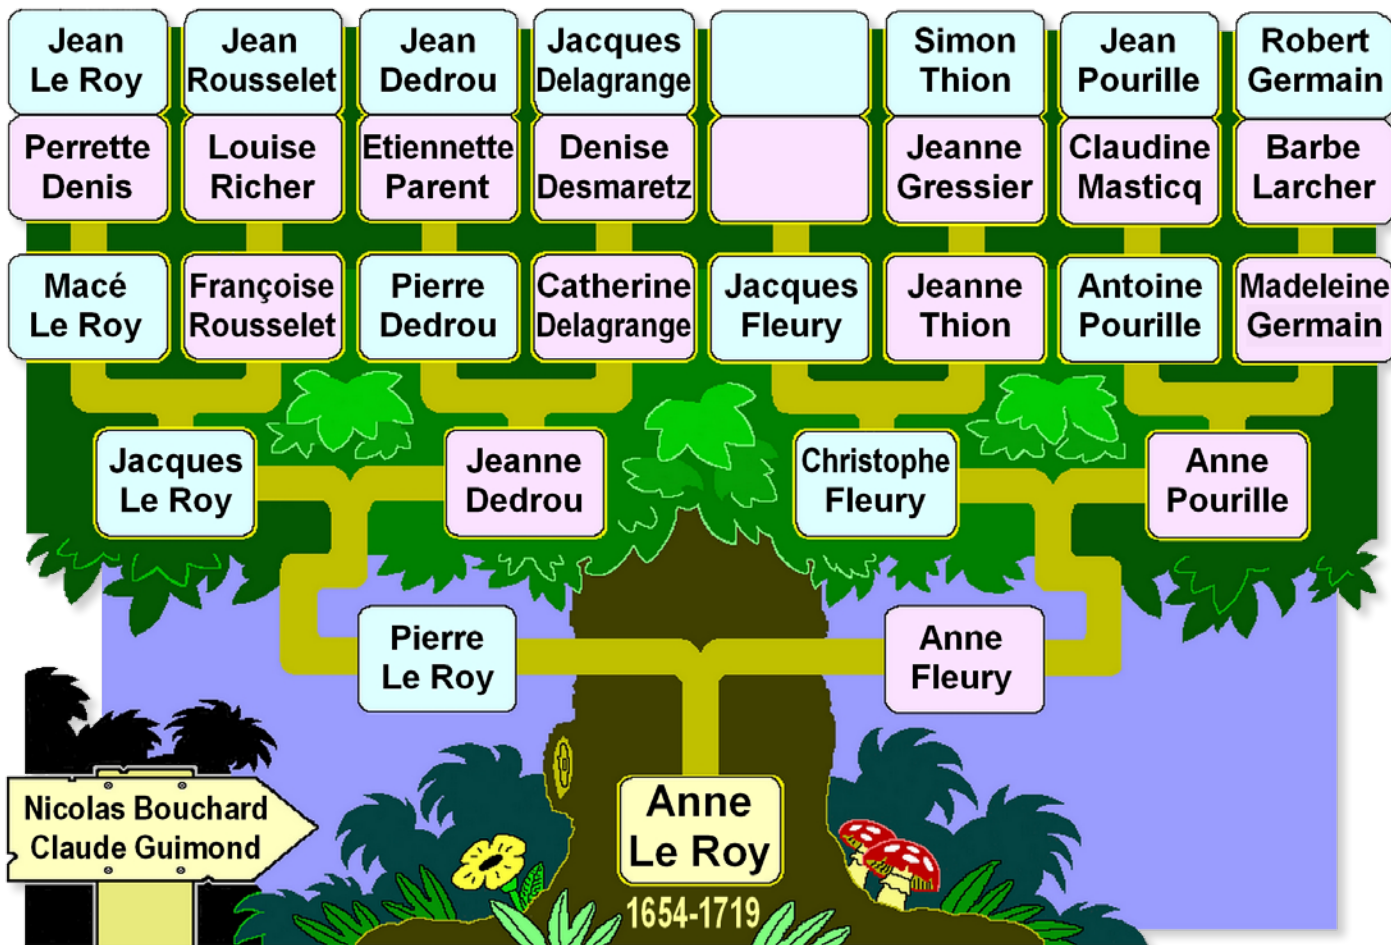 Jean
Le Roy
Jean
Rousselet
Jean
Dedrou
Jacques
Delagrange
Simon
Thion
Jean
Pourille
Robert
Germain
Perrette
Denis
Louise
Richer
Etiennette
Parent
Denise
Desmaretz
Jeanne
Gressier
Claudine
Masticq
Barbe
Larcher
Macé
Le Roy
Françoise
Rousselet
Pierre
Dedrou
Catherine
Delagrange
Jacques
Fleury
Jeanne
Thion
Antoine
Pourille
Madeleine
Germain
Jacques
Le Roy
Jeanne
Dedrou
Christophe
Fleury
Anne
Pourille
Pierre
Le Roy
Anne
Fleury
Nicolas Bouchard
Claude Guimond
Anne
Le Roy
1654-1719